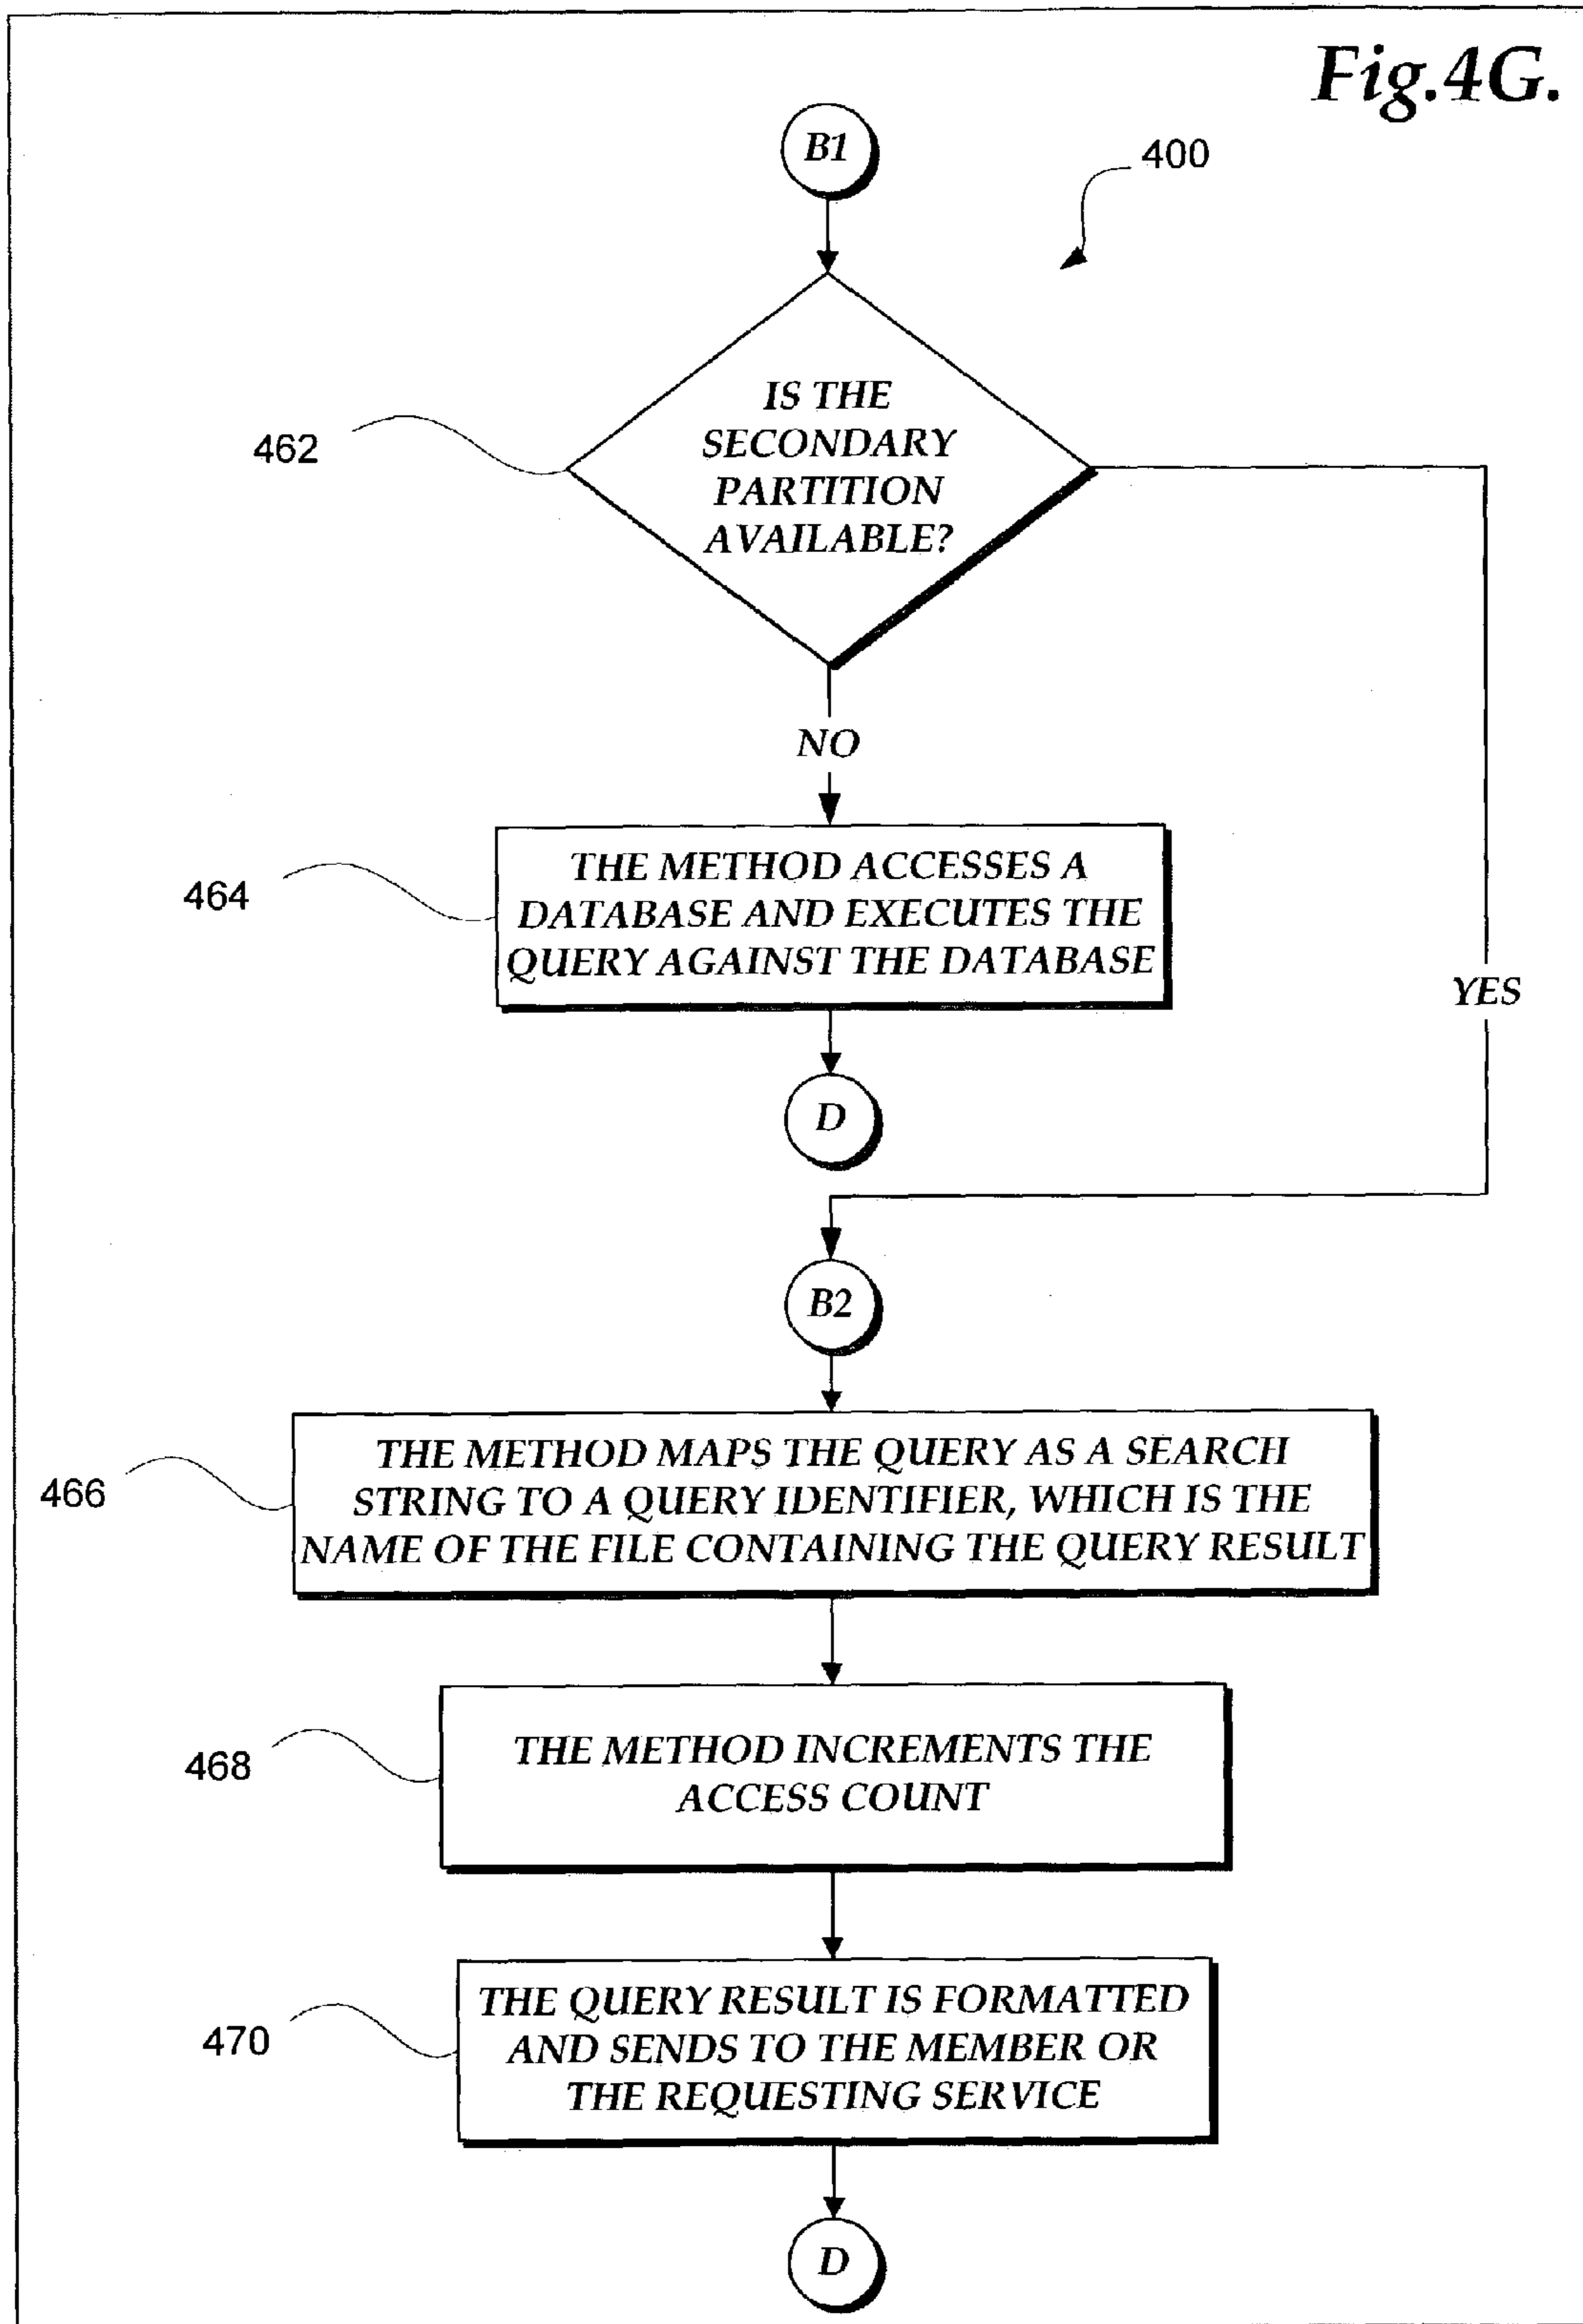 Fig.4G.
B1
400
IS THE
SECONDARY
PARTITION
AVAILABLE?
462
NO
THE METHOD ACCESSES A
DATABASE AND EXECUTES THE
QUERY AGAINST THE DATABASE
464
YES
D
B2
THE METHOD MAPS THE QUERY AS A SEARCH
STRING TO A QUERY IDENTIFIER, WHICH IS THE
NAME OF THE FILE CONTAINING THE QUERY RESULT
466
THE METHOD INCREMENTS THE
ACCESS COUNT
468
THE QUERY RESULT IS FORMATTED
AND SENDS TO THE MEMBER OR
THE REQUESTING SERVICE
470
D